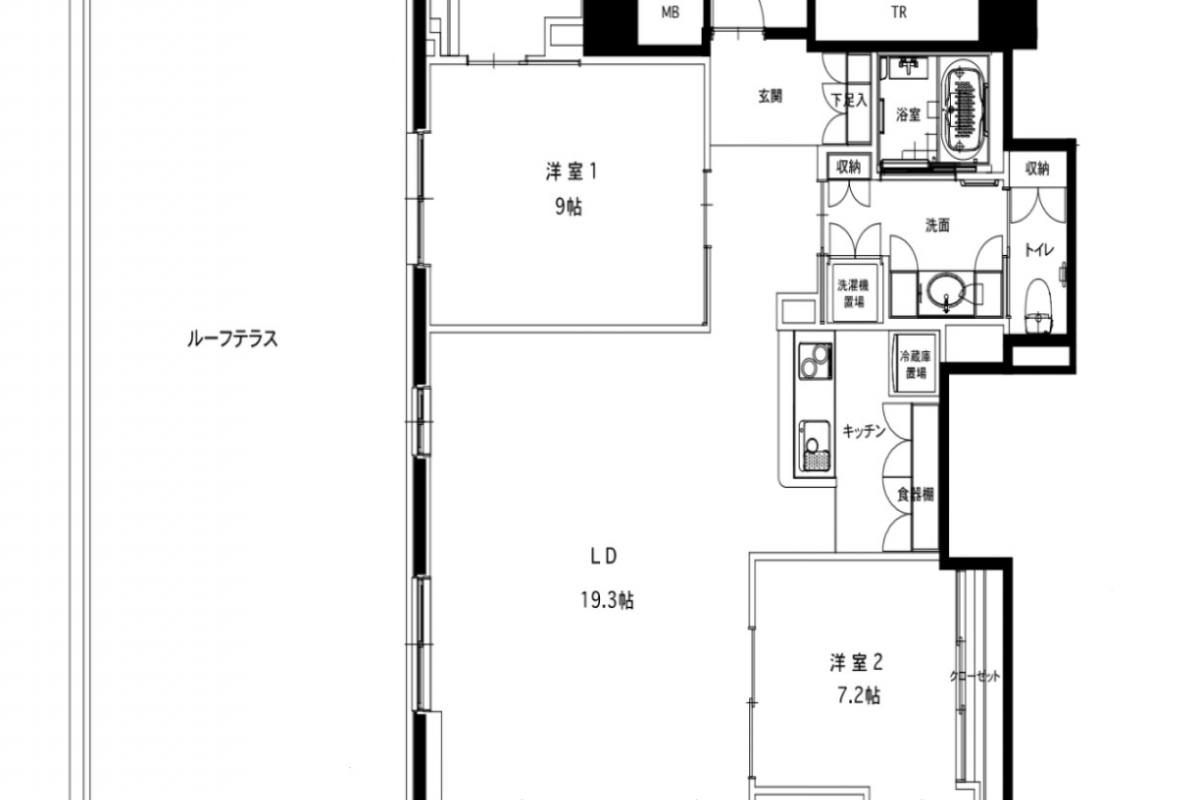 MB
TR
玄関
下足入
浴室
収納
収納
洋室1
9帖
洗面
トイレ
洗濯機
置場
ルーフテラス
冷蔵庫
置場
キッチン
食器棚
LD
19.3帖
洋室2
7.2帖
クローゼット